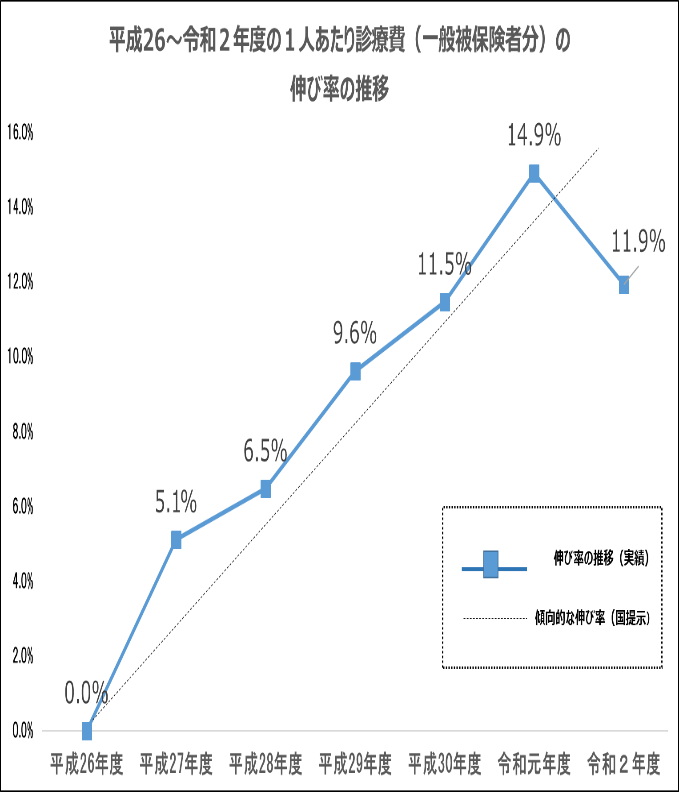 平成26～令和２年度の１人あたり診療費（一般被保険者分）の
伸び率の推移
16.0%
14.0%
12.0%
10.0%
8.0%
6.0%
4.0%
2.0%
0.0%
0.0%
5.1%
6.5%
9.6%
11.5%
14.9%
11.9%
伸び率の推移（実績）
傾向的な伸び率（国提示）
平成26年度
平成27年度
平成28年度
平成29年度
平成30年度
令和元年度
令和２年度